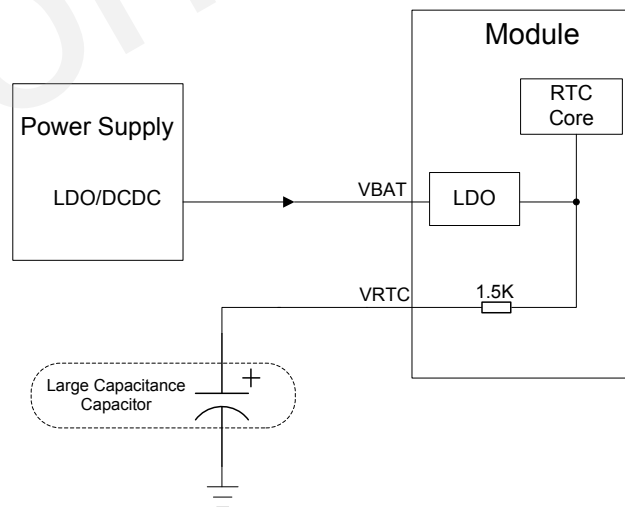 Module
RTC
Core
Power Supply
LDO/DCDC
VBAT
LDO
VRTC
1.5K
Large Capacitance
Capacitor
+